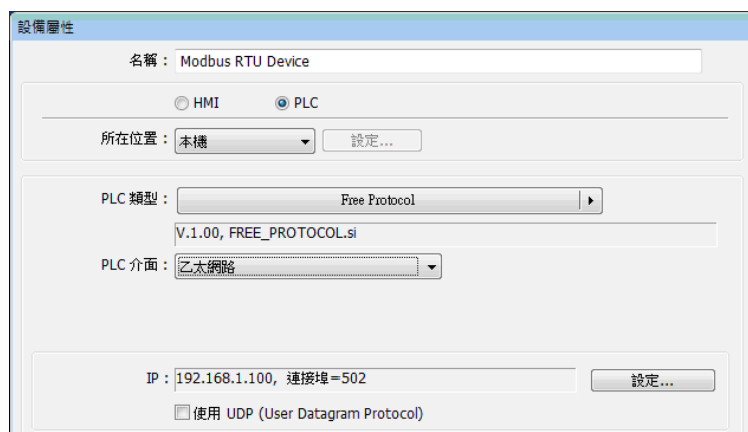 設備屬性
名稱： Modbus RTU Device
HMI PLC
所在位置： 本機 設定...
PLC 類型： Free Protocol
V.1.00, FREE_PROTOCOL.si
PLC 介面： 乙太網路
IP： 192.168.1.100, 連接埠=502 設定...
使用 UDP (User Datagram Protocol)